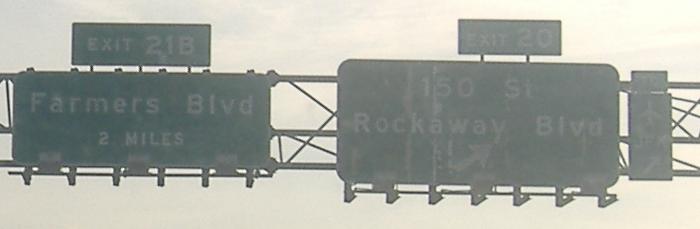 EXIT 21B
Farmers Blvd
2 MILES
EXIT 20
150 St
Rockaway Blvd